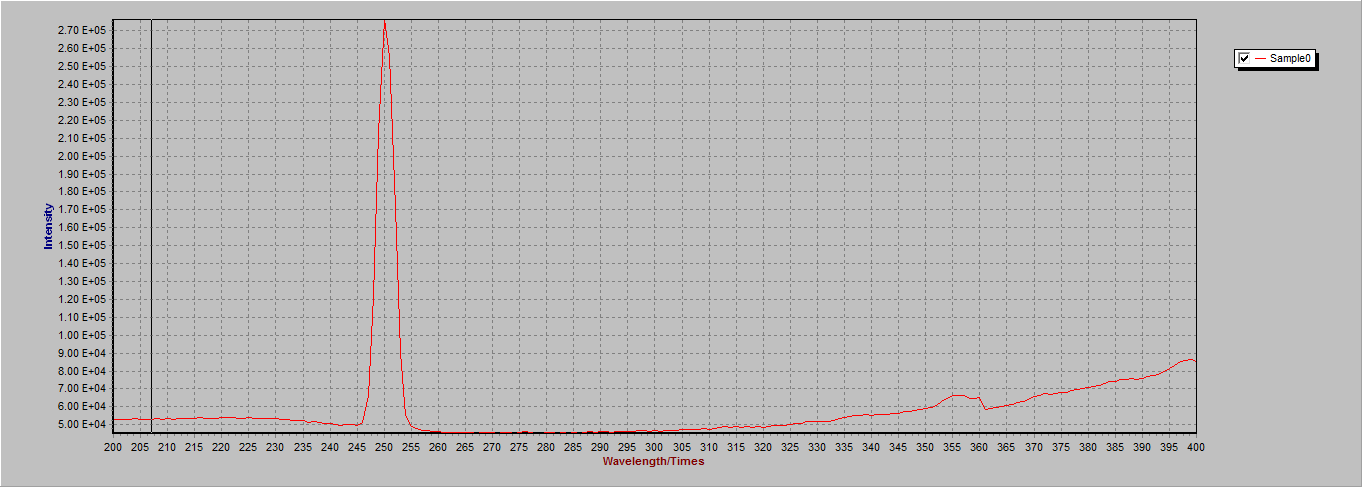 2.70 E+05
2.60 E+05
2.50 E+05
2.40 E+05
2.30 E+05
2.20 E+05
2.10 E+05
2.00 E+05
1.90 E+05
1.80 E+05
1.70 E+05
1.60 E+05
1.50 E+05
1.40 E+05
1.30 E+05
1.20 E+05
1.10 E+05
1.00 E+05
9.00 E+04
8.00 E+04
7.00 E+04
6.00 E+04
5.00 E+04
Intensity
200 205 210 215 220 225 230 235 240 245 250 255 260 265 270 275 280 285 290 295 300 305 310 315 320 325 330 335 340 345 350 355 360 365 370 375 380 385 390 395 400
Wavelength/Times
Sample0